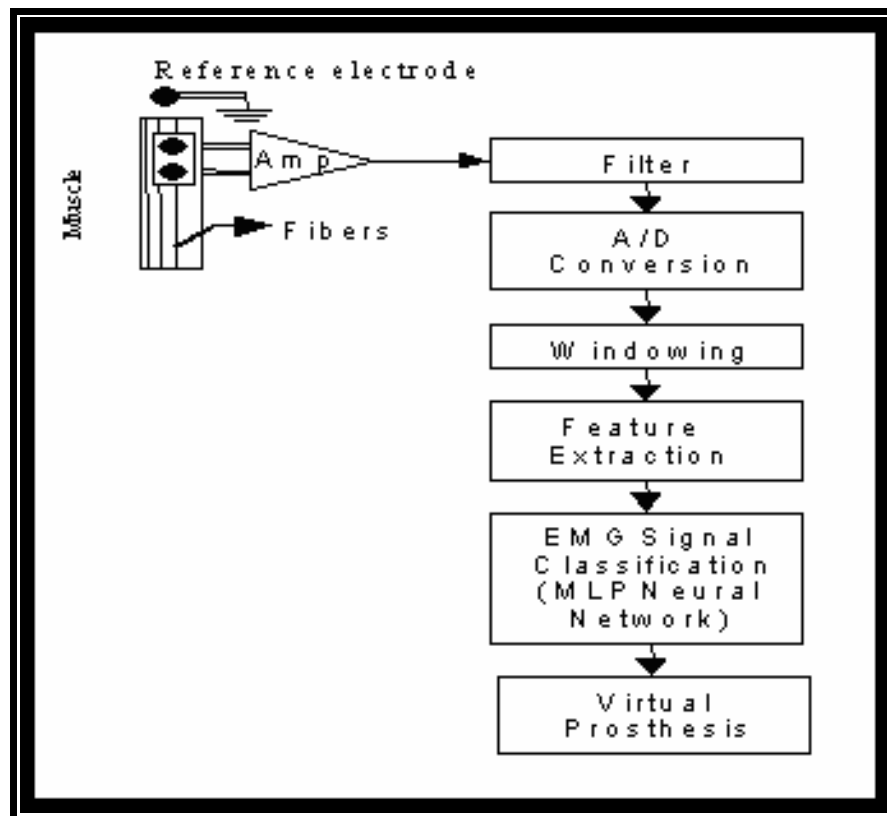 Reference electrode
Amp
Muscle
Fibers
Filter
A/D
Conversion
Windowing
Feature
Extraction
EMG Signal
Classification
(MLP Neural
Network)
Virtual
Prosthesis